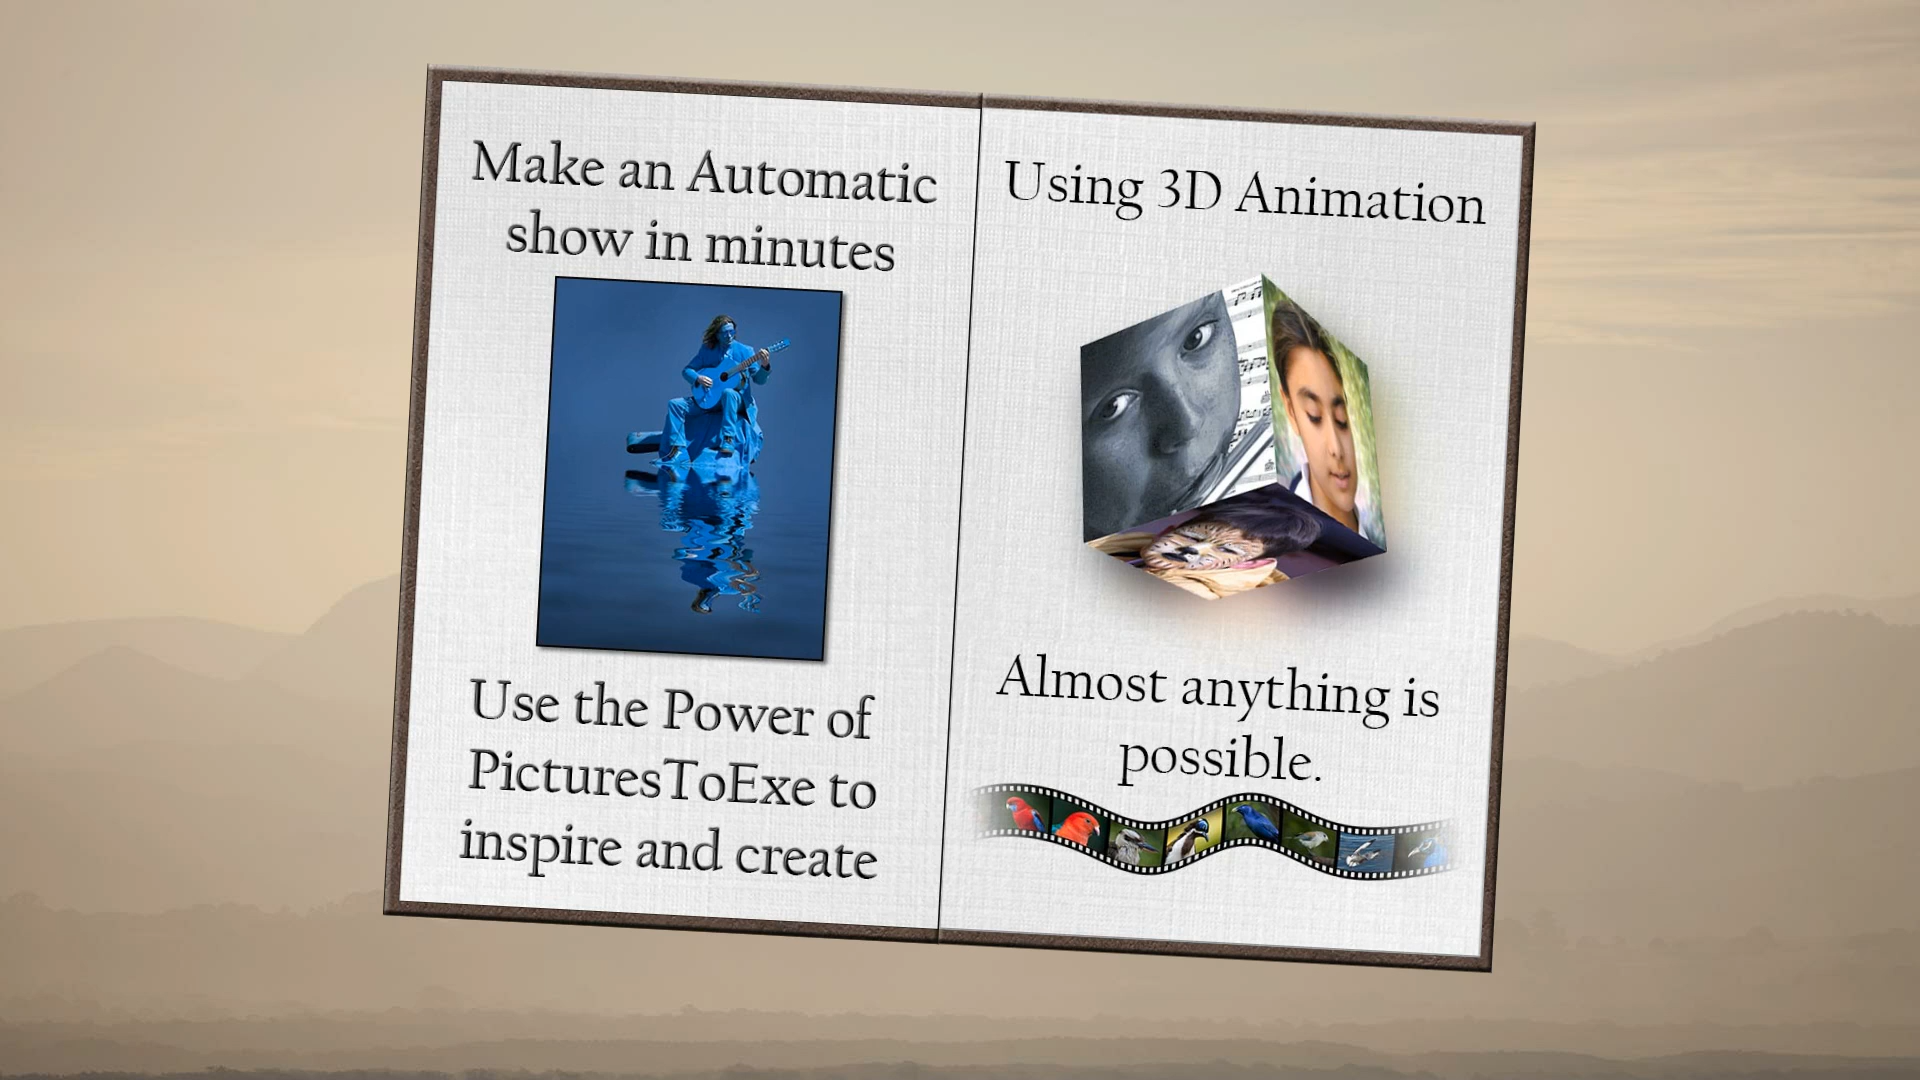 Make an Automatic
show in minutes
Use the Power of
PicturesToExe to
inspire and create
Using 3D Animation
Almost anything is
possible.